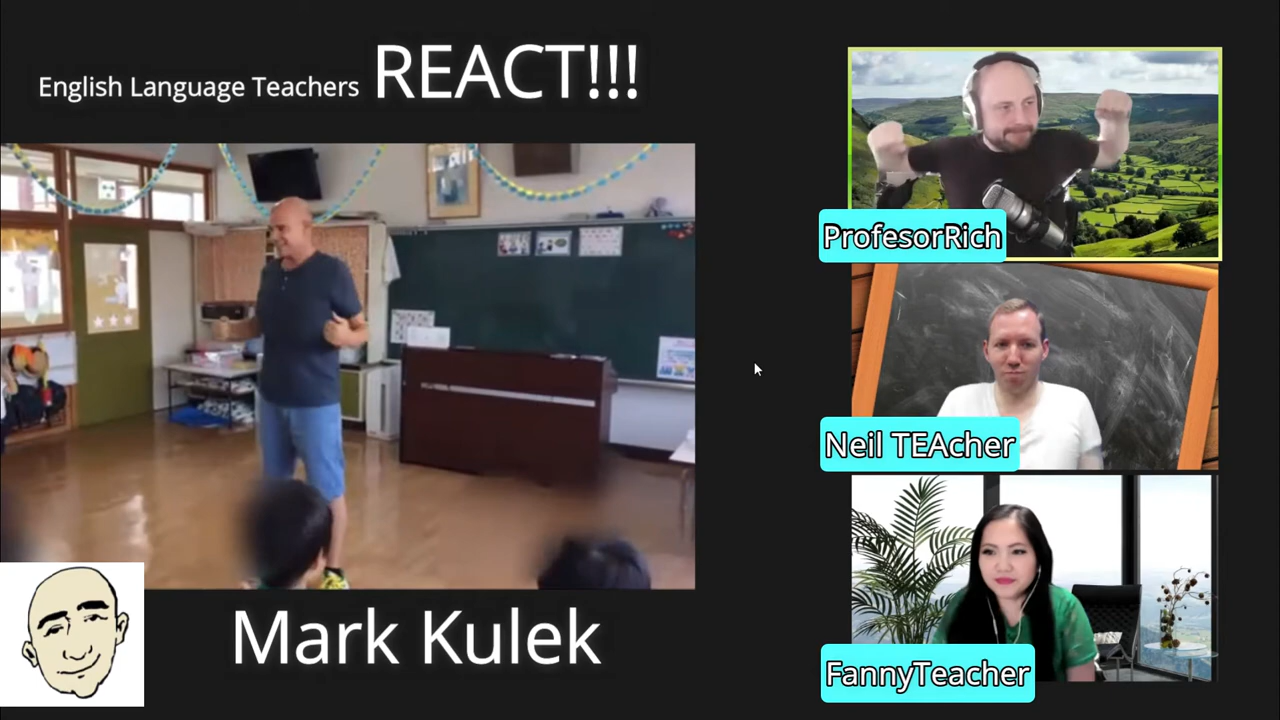 English Language Teachers REACT!!!
ProfesorRich
Neil TEAcher
FannyTeacher
Mark Kulek